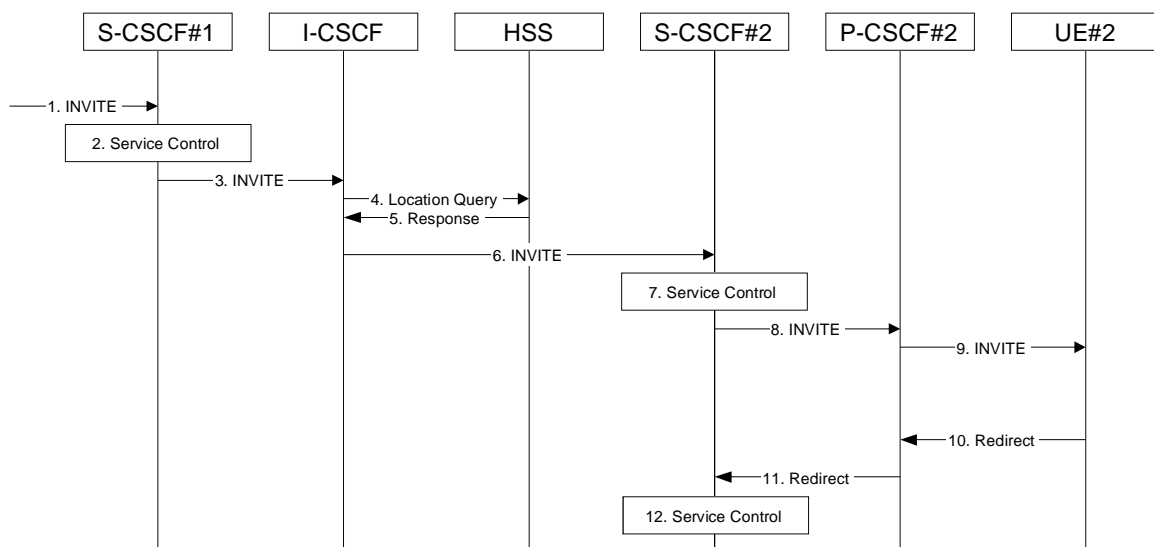 S-CSCF#1
I-CSCF
HSS
S-CSCF#2
P-CSCF#2
UE#2
1. INVITE
2. Service Control
3. INVITE
4. Location Query
5. Response
6. INVITE
7. Service Control
8. INVITE
9. INVITE
10. Redirect
11. Redirect
12. Service Control